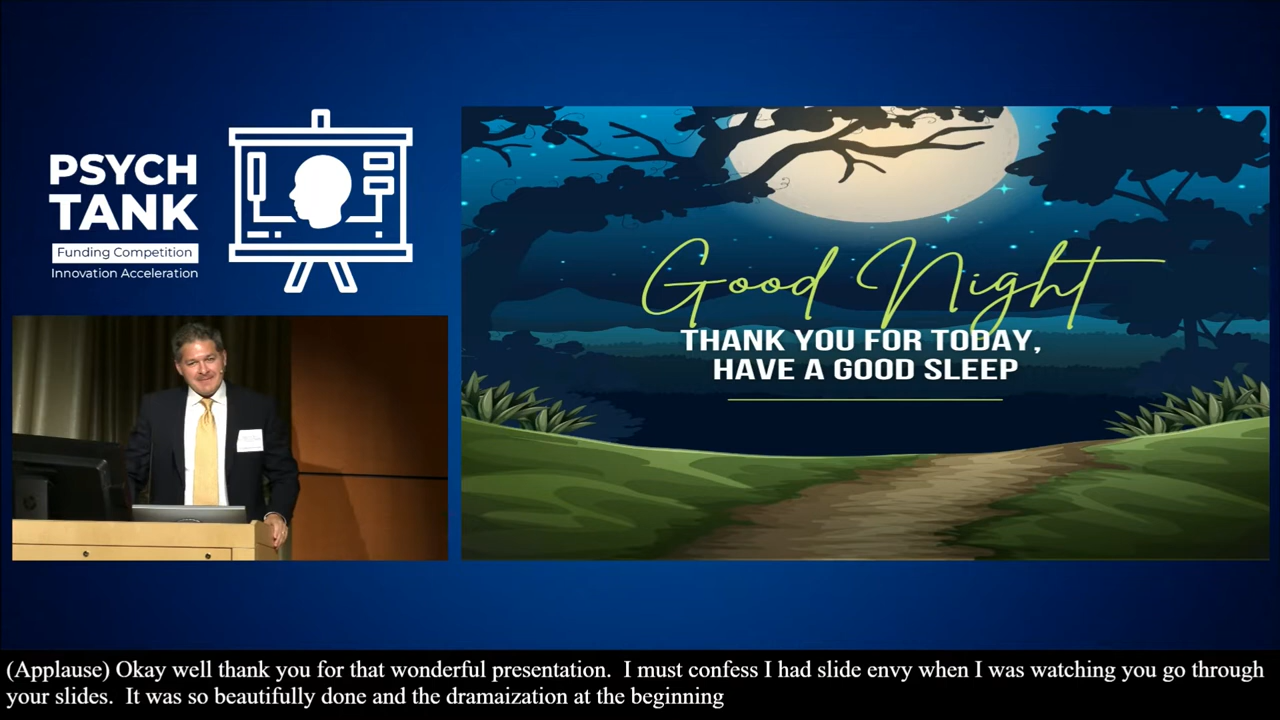 PSYCH
TANK
Funding Competition
Innovation Acceleration
Good Night
THANK YOU FOR TODAY,
HAVE A GOOD SLEEP
(Applause) Okay well thank you for that wonderful presentation.  I must confess I had slide envy when I was watching you go through
your slides.  It was so beautifully done and the dramaization at the beginning